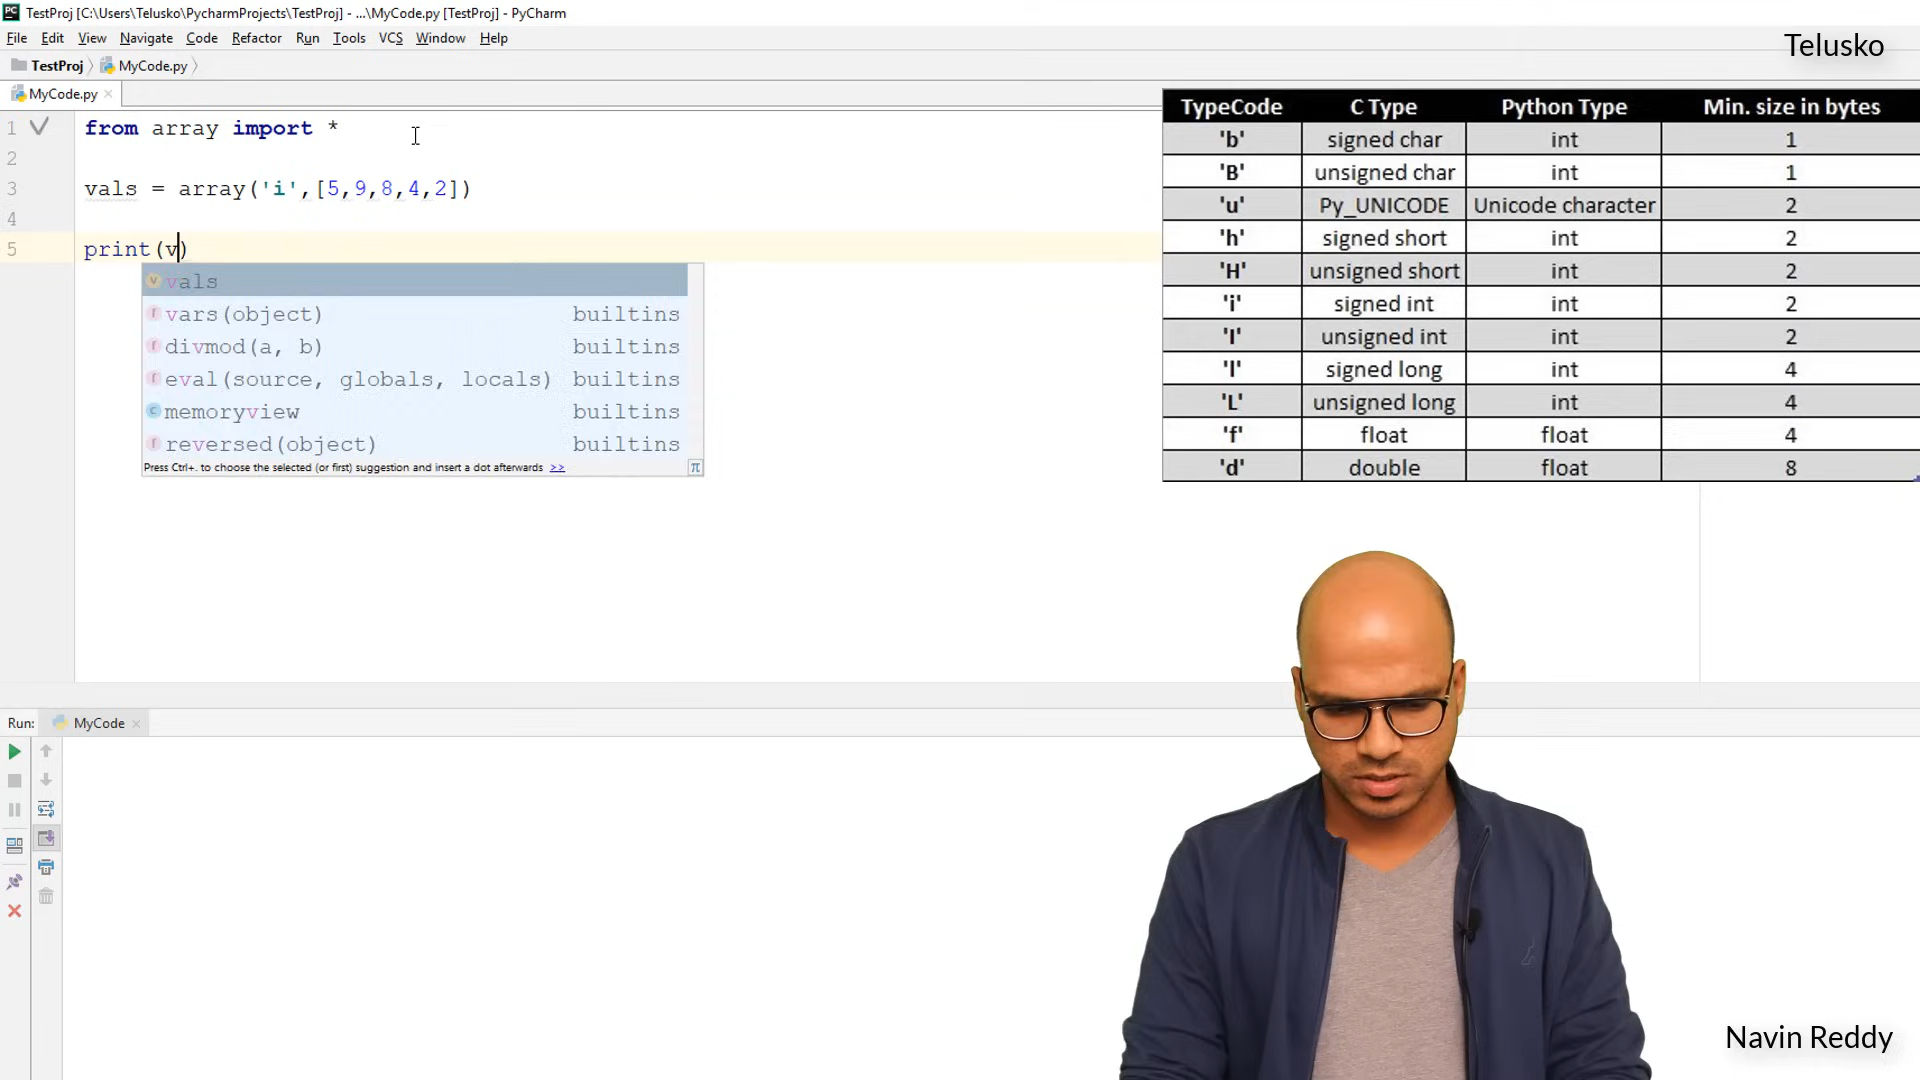 TestProj [C:\Users\Telusko\PycharmProjects\TestProj] - ...\MyCode.py [TestProj] - PyCharm
File Edit View Navigate Code Refactor Run Tools VCS Window Help
Telusko
TestProj MyCode.py
MyCode.py
1 from array import *
2
3 vals = array('i',[5,9,8,4,2])
4
5 print(v)
vals
vars(object) builtins
divmod(a, b) builtins
eval(source, globals, locals) builtins
memoryview builtins
reversed(object) builtins
Press Ctrl+. to choose the selected (or first) suggestion and insert a dot afterwards >> π
TypeCode C Type Python Type Min. size in bytes
'b' signed char int 1
'B' unsigned char int 1
'u' Py_UNICODE Unicode character 2
'h' signed short int 2
'H' unsigned short int 2
'i' signed int int 2
'I' unsigned int int 2
'l' signed long int 4
'L' unsigned long int 4
'f' float float 4
'd' double float 8
Run: MyCode
Navin Reddy